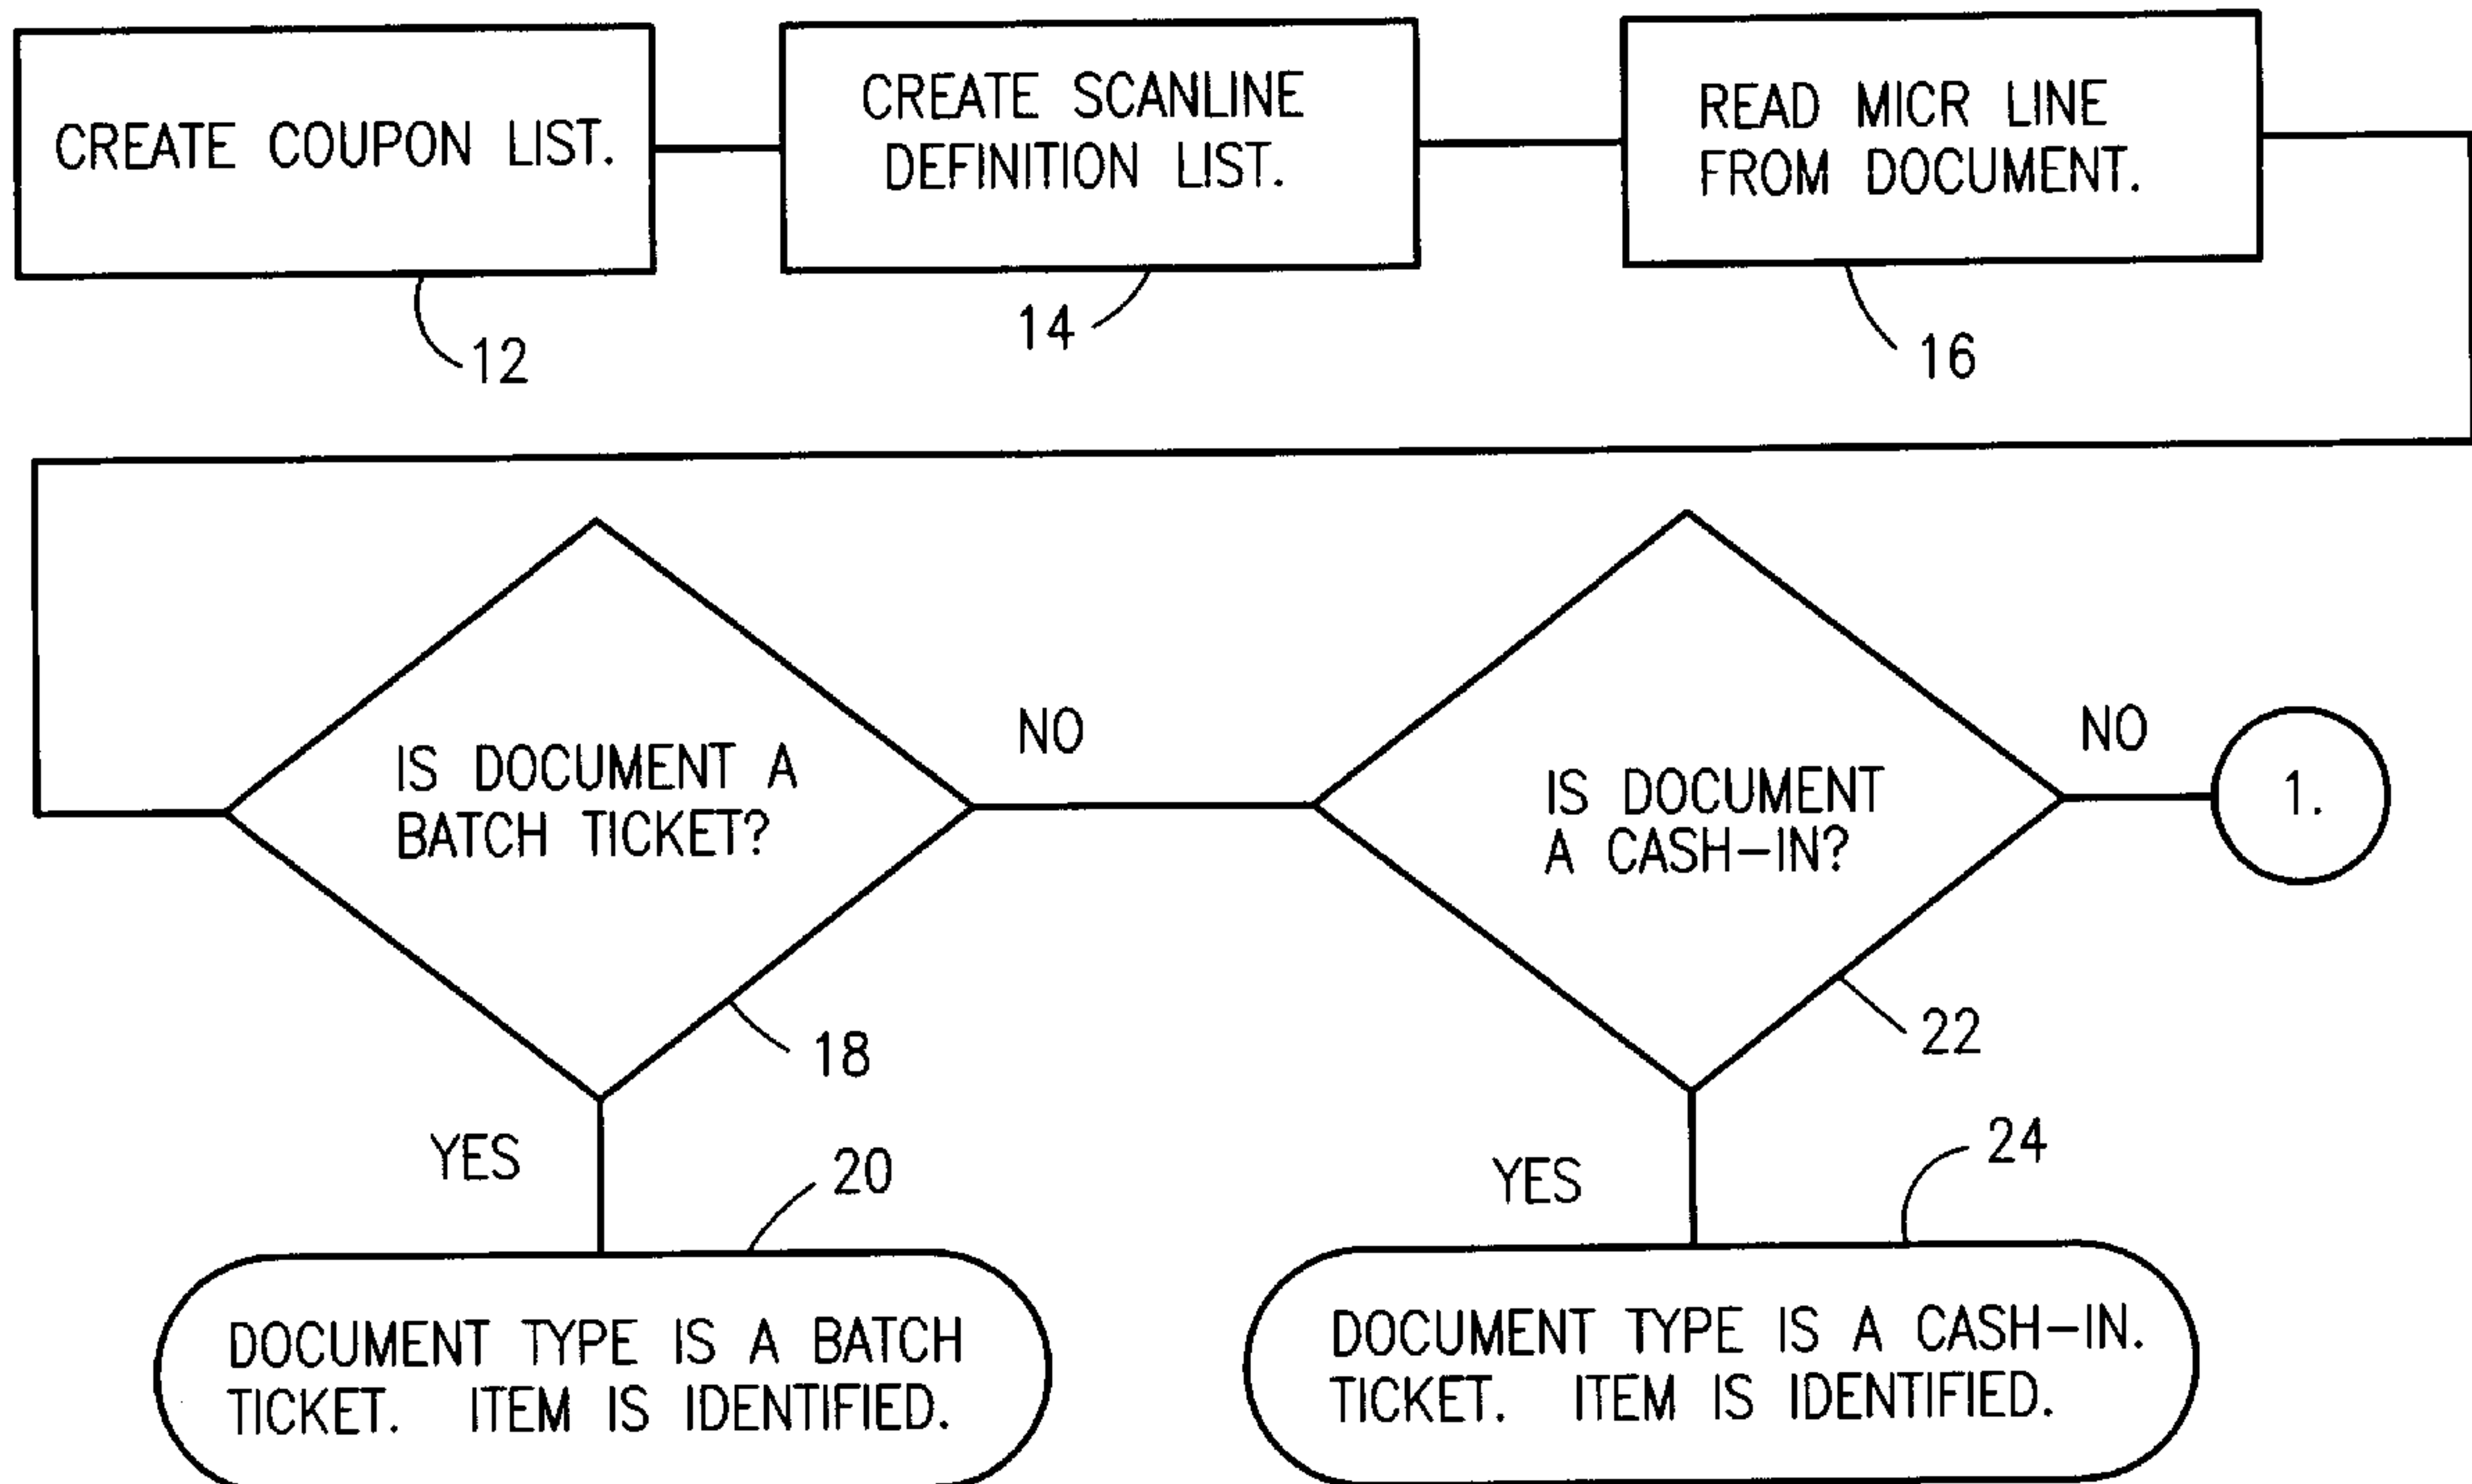 CREATE COUPON LIST.
CREATE SCANLINE
DEFINITION LIST.
READ MICR LINE
FROM DOCUMENT.
12
14
16
IS DOCUMENT A
BATCH TICKET?
NO
IS DOCUMENT
A CASH-IN?
NO
1.
18
22
YES
20
YES
24
DOCUMENT TYPE IS A BATCH
TICKET. ITEM IS IDENTIFIED.
DOCUMENT TYPE IS A CASH-IN.
TICKET. ITEM IS IDENTIFIED.